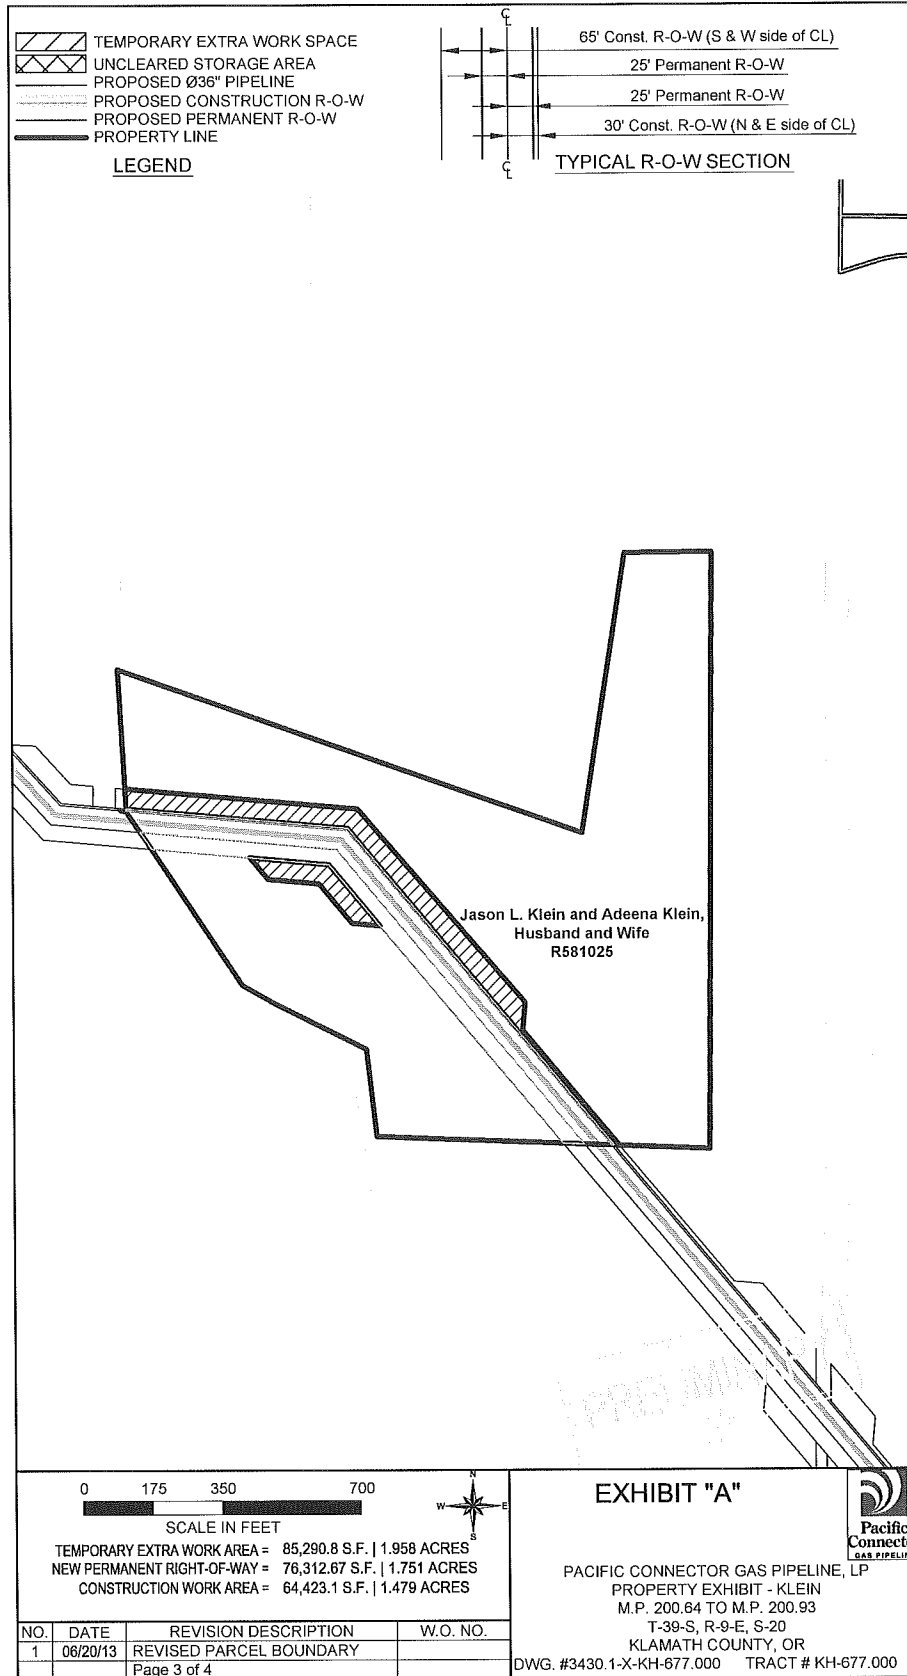 TEMPORARY EXTRA WORK SPACE
UNCLEARED STORAGE AREA
PROPOSED Ø36" PIPELINE
PROPOSED CONSTRUCTION R-O-W
PROPOSED PERMANENT R-O-W
PROPERTY LINE
LEGEND
CL
65' Const. R-O-W (S & W side of CL)
25' Permanent R-O-W
25' Permanent R-O-W
30' Const. R-O-W (N & E side of CL)
CL
TYPICAL R-O-W SECTION
Jason L. Klein and Adeena Klein,
Husband and Wife
R581025
0 175 350 700
SCALE IN FEET
N
W E
S
TEMPORARY EXTRA WORK AREA = 85,290.8 S.F. | 1.958 ACRES
NEW PERMANENT RIGHT-OF-WAY = 76,312.67 S.F. | 1.751 ACRES
CONSTRUCTION WORK AREA = 64,423.1 S.F. | 1.479 ACRES
NO. DATE REVISION DESCRIPTION W.O. NO.
1 06/20/13 REVISED PARCEL BOUNDARY
Page 3 of 4
EXHIBIT "A"
Pacific
Connect
GAS PIPELIN
PACIFIC CONNECTOR GAS PIPELINE, LP
PROPERTY EXHIBIT - KLEIN
M.P. 200.64 TO M.P. 200.93
T-39-S, R-9-E, S-20
KLAMATH COUNTY, OR
DWG. #3430.1-X-KH-677.000 TRACT # KH-677.000